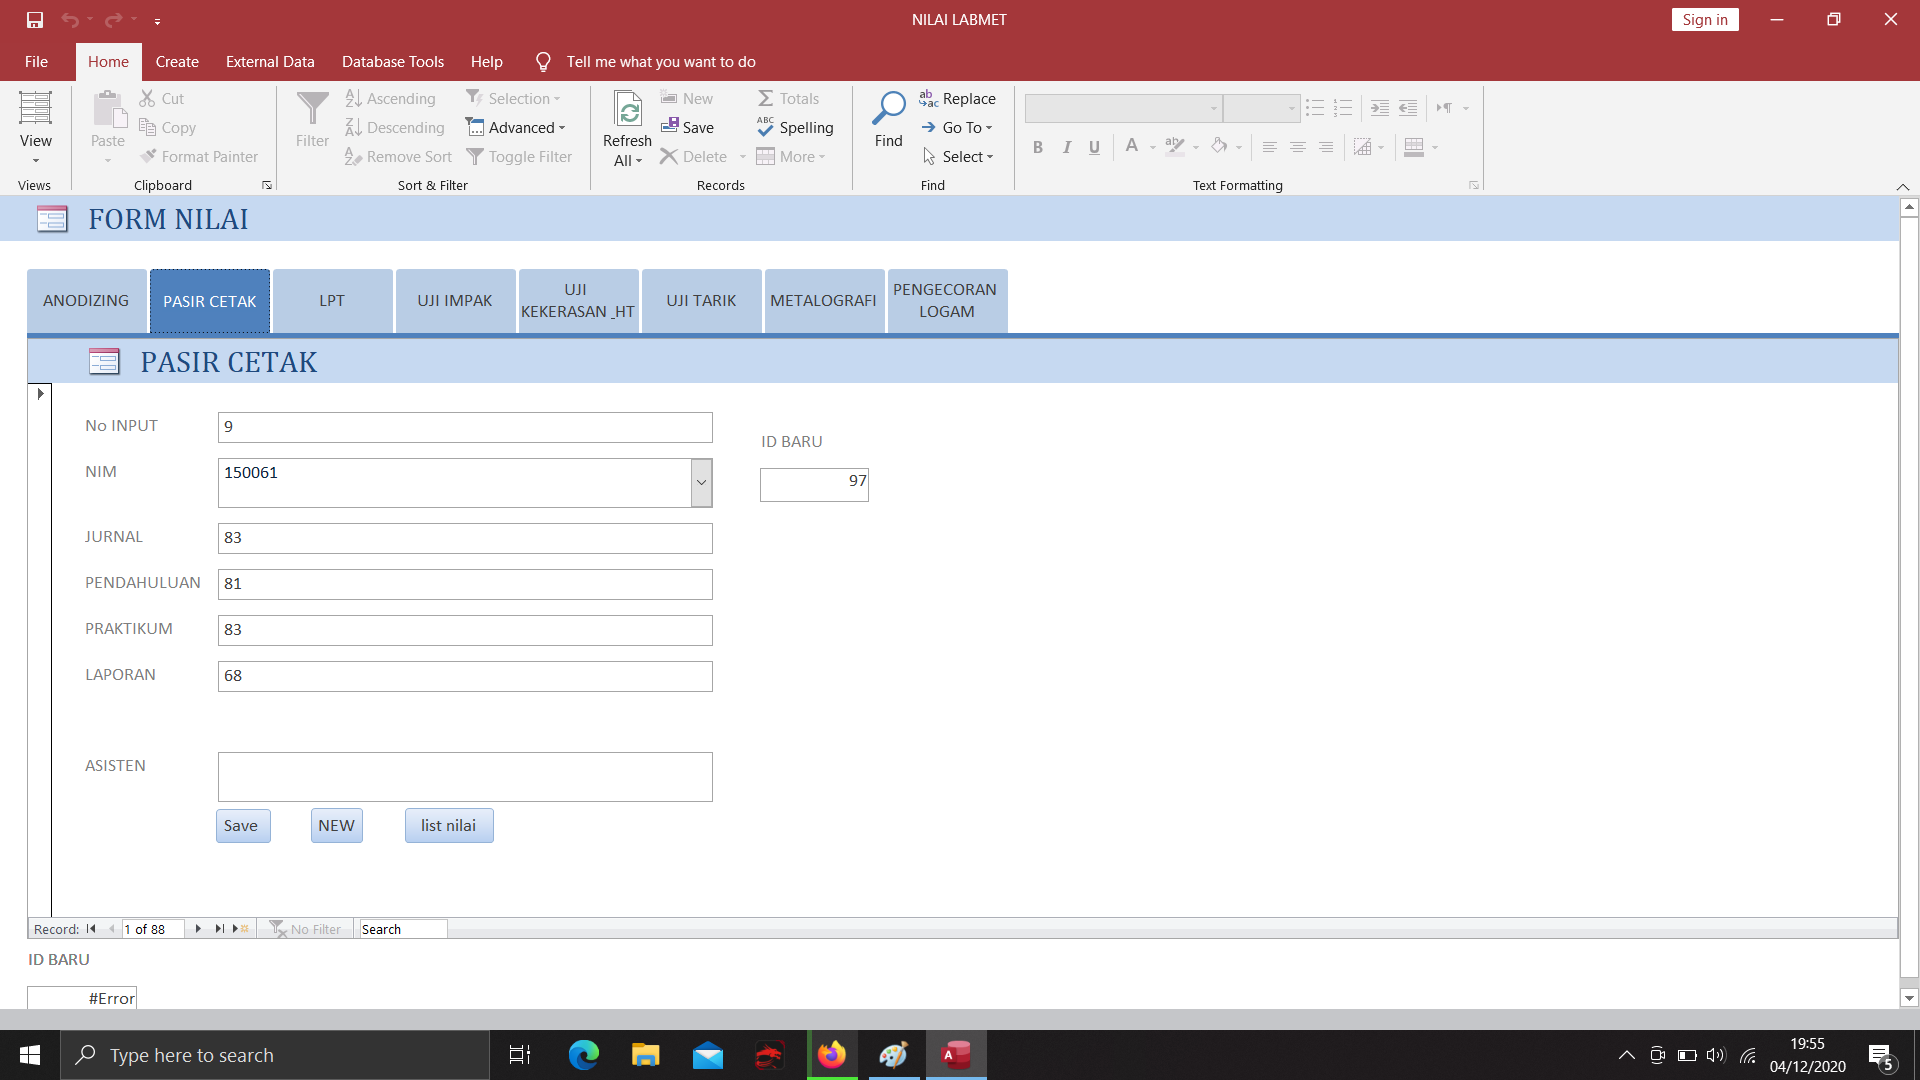 NILAI LABMET
Sign in
File Home Create External Data Database Tools Help Tell me what you want to do
View
Views
Paste
Cut
Copy
Format Painter
Clipboard
Filter
Ascending
Descending
Remove Sort
Selection
Advanced
Toggle Filter
Sort & Filter
Refresh
All
New
Save
Delete
Totals
Spelling
More
Records
Find
Replace
Go To
Select
Find
B I U A
Text Formatting
FORM NILAI
ANODIZING
PASIR CETAK
LPT
UJI IMPAK
UJI
KEKERASAN _HT
UJI TARIK
METALOGRAFI
PENGECORAN
LOGAM
PASIR CETAK
No INPUT 9
ID BARU
NIM 150061
97
JURNAL 83
PENDAHULUAN 81
PRAKTIKUM 83
LAPORAN 68
ASISTEN
Save NEW list nilai
Record: 1 of 88 No Filter Search
ID BARU
#Error
Type here to search
19:55
04/12/2020
5